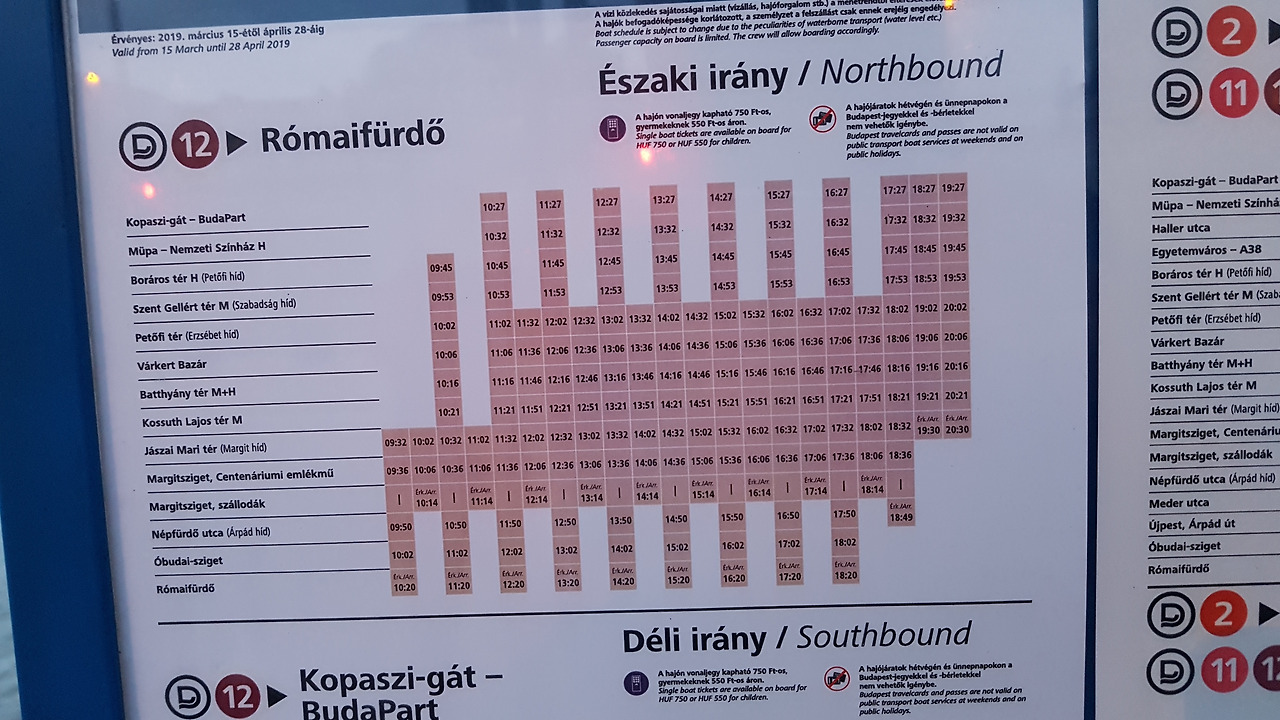 Érvényes: 2019. március 15-étől április 28-áig
Valid from 15 March until 28 April 2019
A vízi közlekedés sajátosságai miatt (vízállás, hajóforgalom stb.) a menetrendtől
A hajók befogadóképessége korlátozott, a személyzet a felszállást csak ennek erejéig engedélyezi.
Boat schedule is subject to change due to the peculiarities of waterborne transport (water level etc.)
Passenger capacity on board is limited. The crew will allow boarding accordingly.
Északi irány / Northbound
D 12 Rómaifürdő
A hajón vonaljegy kapható 750 Ft-os,
gyermekeknek 550 Ft-os áron.
Single boat tickets are available on board for
HUF 750 or HUF 550 for children.
A hajójáratok hétvégén és ünnepnapokon a
Budapest-jegyekkel és -bérletekkel
nem vehetők igénybe.
Budapest travelcards and passes are not valid on
public transport boat services at weekends and on
public holidays.
Kopaszi-gát – BudaPart 10:27 11:27 12:27 13:27 14:27 15:27 16:27 17:27 18:27 19:27
Müpa – Nemzeti Színház H 10:32 11:32 12:32 13:32 14:32 15:32 16:32 17:32 18:32 19:32
Boráros tér H (Petőfi híd) 09:45 10:45 11:45 12:45 13:45 14:45 15:45 16:45 17:45 18:45 19:45
Szent Gellért tér M (Szabadság híd) 09:53 10:53 11:53 12:53 13:53 14:53 15:53 16:53 17:53 18:53 19:53
Petőfi tér (Erzsébet híd) 10:02 11:02 11:32 12:02 12:32 13:02 13:32 14:02 14:32 15:02 15:32 16:02 16:32 17:02 17:32 18:02 19:02 20:02
Várkert Bazár 10:06 11:06 11:36 12:06 12:36 13:06 13:36 14:06 14:36 15:06 15:36 16:06 16:36 17:06 17:36 18:06 19:06 20:06
Batthyány tér M+H 10:16 11:16 11:46 12:16 12:46 13:16 13:46 14:16 14:46 15:16 15:46 16:16 16:46 17:16 17:46 18:16 19:16 20:16
Kossuth Lajos tér M 10:21 11:21 11:51 12:21 12:51 13:21 13:51 14:21 14:51 15:21 15:51 16:21 16:51 17:21 17:51 18:21 19:21 20:21
Jászai Mari tér (Margit híd) 09:32 10:02 10:32 11:02 11:32 12:02 12:32 13:02 13:32 14:02 14:32 15:02 15:32 16:02 16:32 17:02 17:32 18:02 18:32 Érk./Arr. 19:30 Érk./Arr. 20:30
Margitsziget, Centenáriumi emlékmű 09:36 10:06 10:36 11:06 11:36 12:06 12:36 13:06 13:36 14:06 14:36 15:06 15:36 16:06 16:36 17:06 17:36 18:06 18:36
Margitsziget, szállodák | Érk./Arr. 10:14 | Érk./Arr. 11:14 | Érk./Arr. 12:14 | Érk./Arr. 13:14 | Érk./Arr. 14:14 | Érk./Arr. 15:14 | Érk./Arr. 16:14 | Érk./Arr. 17:14 | Érk./Arr. 18:14 |
Népfürdő utca (Árpád híd) 09:50 10:50 11:50 12:50 13:50 14:50 15:50 16:50 17:50 Érk./Arr. 18:49
Óbudai-sziget 10:02 11:02 12:02 13:02 14:02 15:02 16:02 17:02 18:02
Rómaifürdő Érk./Arr. 10:20 Érk./Arr. 11:20 Érk./Arr. 12:20 Érk./Arr. 13:20 Érk./Arr. 14:20 Érk./Arr. 15:20 Érk./Arr. 16:20 Érk./Arr. 17:20 Érk./Arr. 18:20
Déli irány / Southbound
D 12 Kopaszi-gát –
BudaPart
A hajón vonaljegy kapható 750 Ft-os,
gyermekeknek 550 Ft-os áron.
Single boat tickets are available on board for
HUF 750 or HUF 550 for children.
A hajójáratok hétvégén és ünnepnapokon a
Budapest-jegyekkel és -bérletekkel
nem vehetők igénybe.
Budapest travelcards and passes are not valid on
public transport boat services at weekends and on
public holidays.
D 2
D 11 1
Kopaszi-gát – BudaPart
Müpa – Nemzeti Színhá
Haller utca
Egyetemváros – A38
Boráros tér H (Petőfi híd)
Szent Gellért tér M (Szaba
Petőfi tér (Erzsébet híd)
Várkert Bazár
Batthyány tér M+H
Kossuth Lajos tér M
Jászai Mari tér (Margit híd)
Margitsziget, Centenáriu
Margitsziget, szállodák
Népfürdő utca (Árpád híd)
Meder utca
Újpest, Árpád út
Óbudai-sziget
Rómaifürdő
D 2
D 11 12